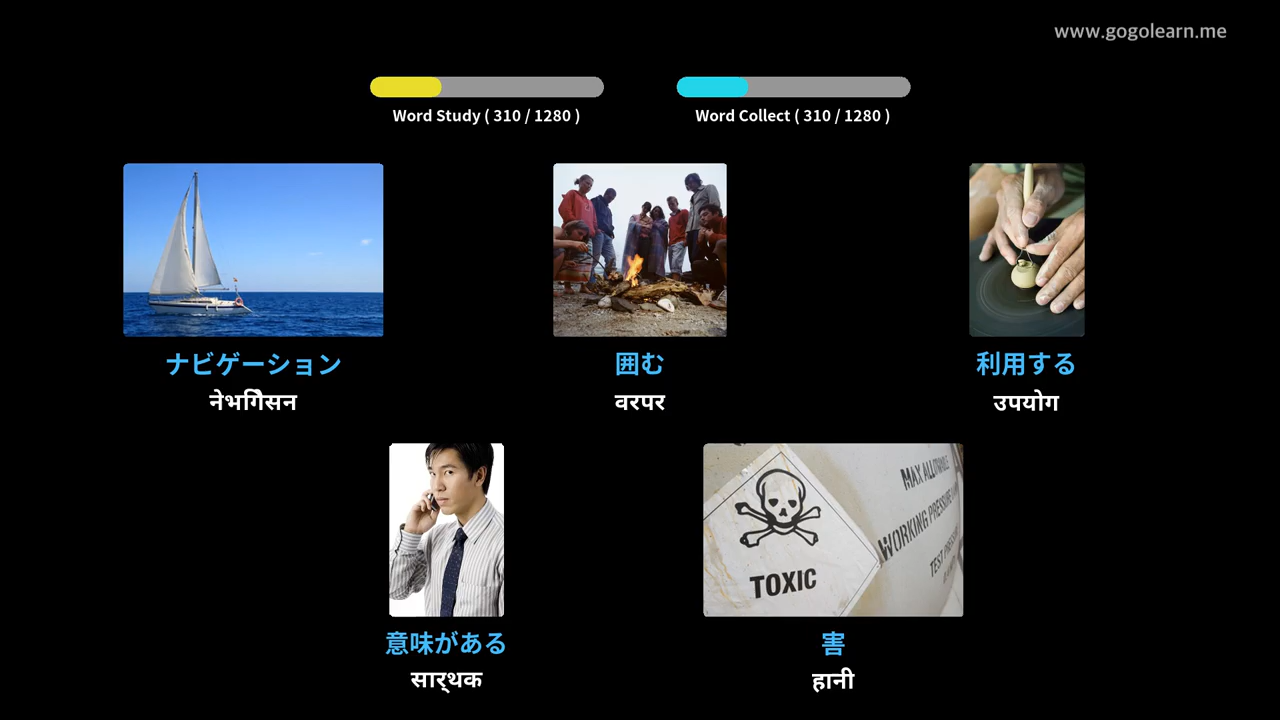 www.gogolearn.me
Word Study ( 310 / 1280 )
Word Collect ( 310 / 1280 )
ナビゲーション
नेभिगेसन
囲む
वरपर
利用する
उपयोग
MAX ALLOWABLE
WORKING PRESSURE
TEST PRESSURE
TOXIC
意味がある
सार्थक
害
हानी